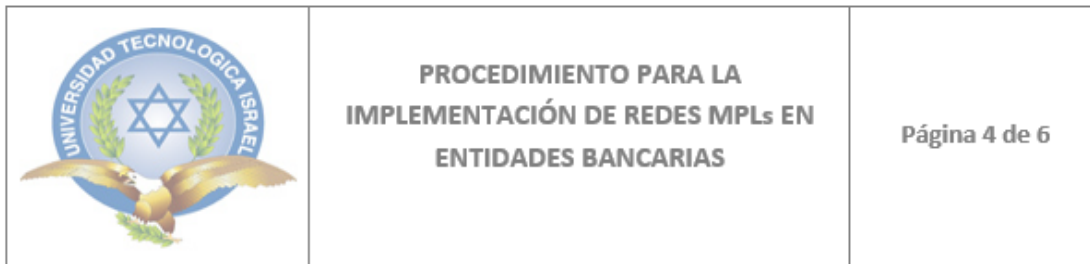 UNIVERSIDAD TECNOLOGICA ISRAEL
PROCEDIMIENTO PARA LA
IMPLEMENTACIÓN DE REDES MPLs EN
ENTIDADES BANCARIAS
Página 4 de 6